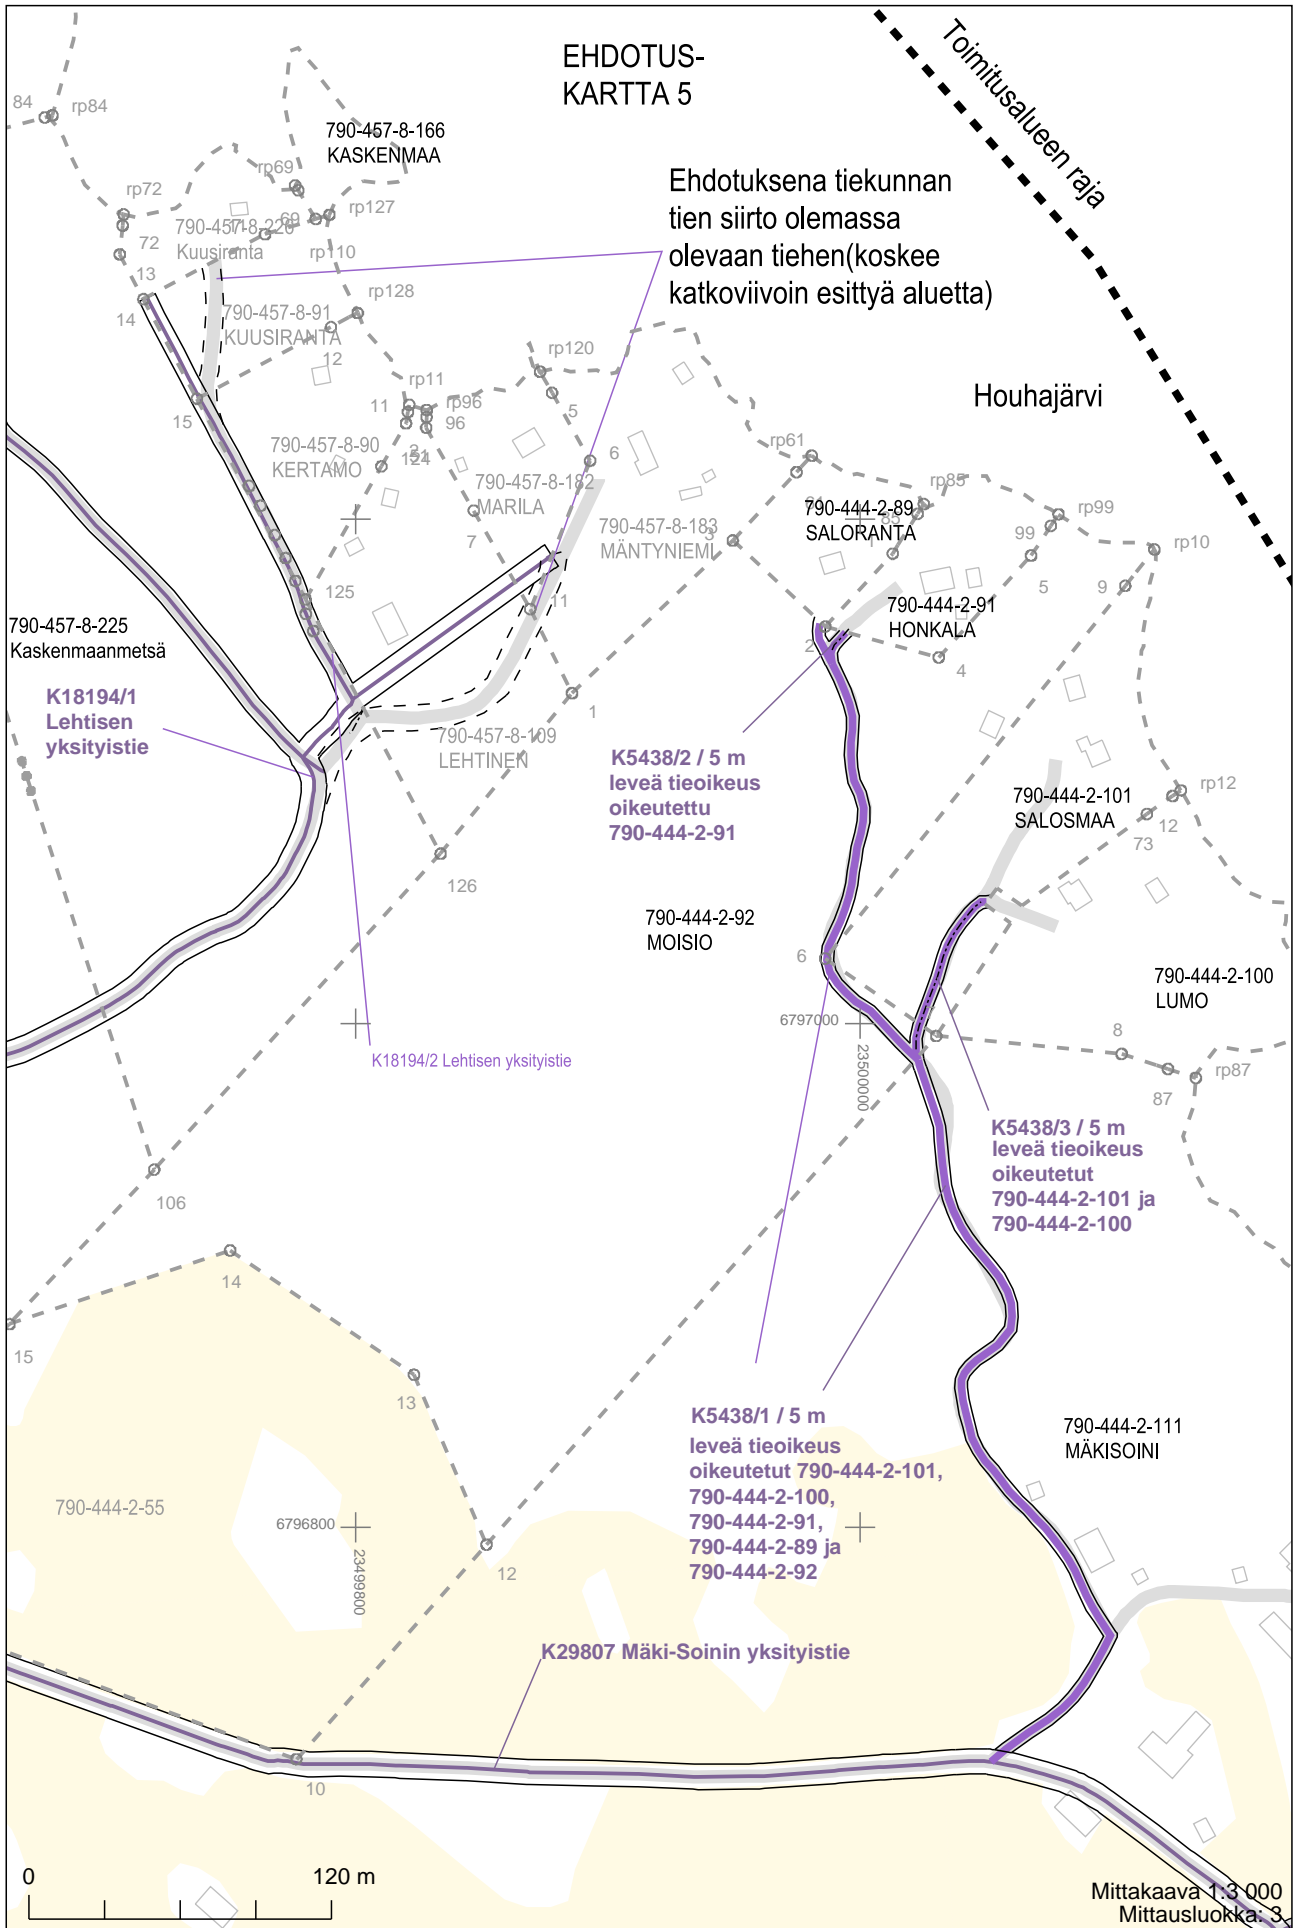 EHDOTUS-
KARTTA 5
Toimitusalueen raja
84
rp84
790-457-8-166
KASKENMAA
rp69
rp72
69
rp127
Ehdotuksena tiekunnan
tien siirto olemassa
olevaan tiehen(koskee
katkoviivoin esittyä aluetta)
790-457-8-226
Kuusiranta
11
72
rp110
13
14
790-457-8-91
KUUSIRANTA
rp128
12
rp120
rp11
11
rp96
96
5
15
Houhajärvi
790-457-8-90
KERTAMO
124
6
rp61
790-457-8-182
MARILA
7
790-457-8-183
MÄNTYNIEMI
3
790-444-2-89
SALORANTA
85
rp85
rp99
99
5
rp10
9
125
11
790-444-2-91
HONKALA
2
4
790-457-8-225
Kaskenmaanmetsä
K18194/1
Lehtisen
yksityistie
1
790-457-8-109
LEHTINEN
K5438/2 / 5 m
leveä tieoikeus
oikeutettu
790-444-2-91
790-444-2-101
SALOSMAA
rp12
12
73
126
790-444-2-92
MOISIO
6
790-444-2-100
LUMO
6797000
23500000
8
87
rp87
K18194/2 Lehtisen yksityistie
K5438/3 / 5 m
leveä tieoikeus
oikeutetut
790-444-2-101 ja
790-444-2-100
106
14
15
13
K5438/1 / 5 m
leveä tieoikeus
oikeutetut 790-444-2-101,
790-444-2-100,
790-444-2-91,
790-444-2-89 ja
790-444-2-92
790-444-2-111
MÄKISOINI
790-444-2-55
6796800
23499800
12
K29807 Mäki-Soinin yksityistie
10
0
120 m
Mittakaava 1:3 000
Mittausluokka: 3